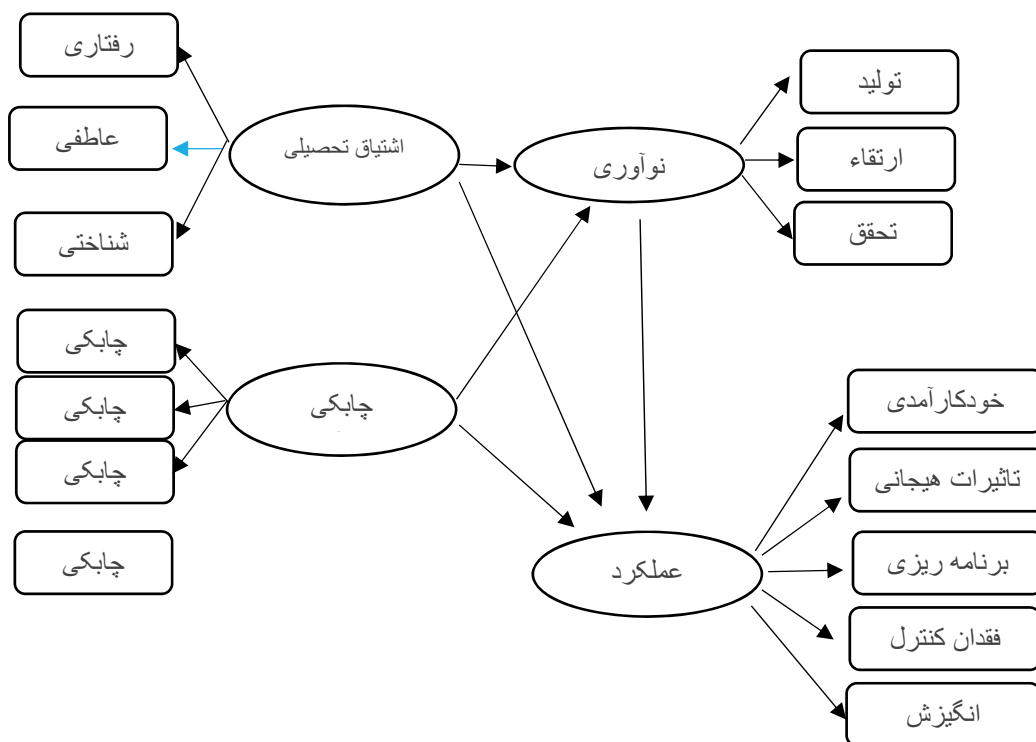 رفتاری
عاطفی
شناختی
اشتیاق تحصیلی
نوآوری
تولید
ارتقاء
تحقق
چابکی
چابکی
چابکی
چابکی
چابکی
عملکرد
خودکارآمدی
تاثیرات هیجانی
برنامه ریزی
فقدان کنترل
انگیزش